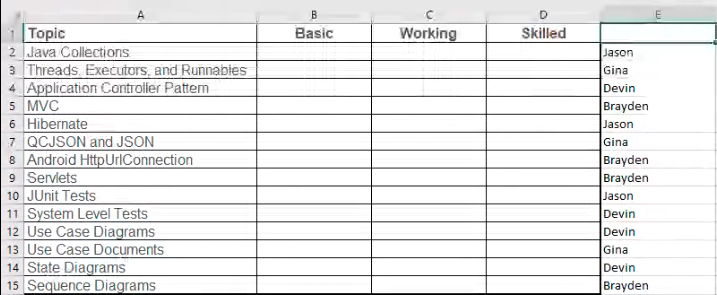 A B C D E
1 Topic Basic Working Skilled
2 Java Collections Jason
3 Threads, Executors, and Runnables Gina
4 Application Controller Pattern Devin
5 MVC Brayden
6 Hibernate Jason
7 QCJSON and JSON Gina
8 Android HttpUrlConnection Brayden
9 Servlets Brayden
10 JUnit Tests Jason
11 System Level Tests Devin
12 Use Case Diagrams Devin
13 Use Case Documents Gina
14 State Diagrams Devin
15 Sequence Diagrams Brayden